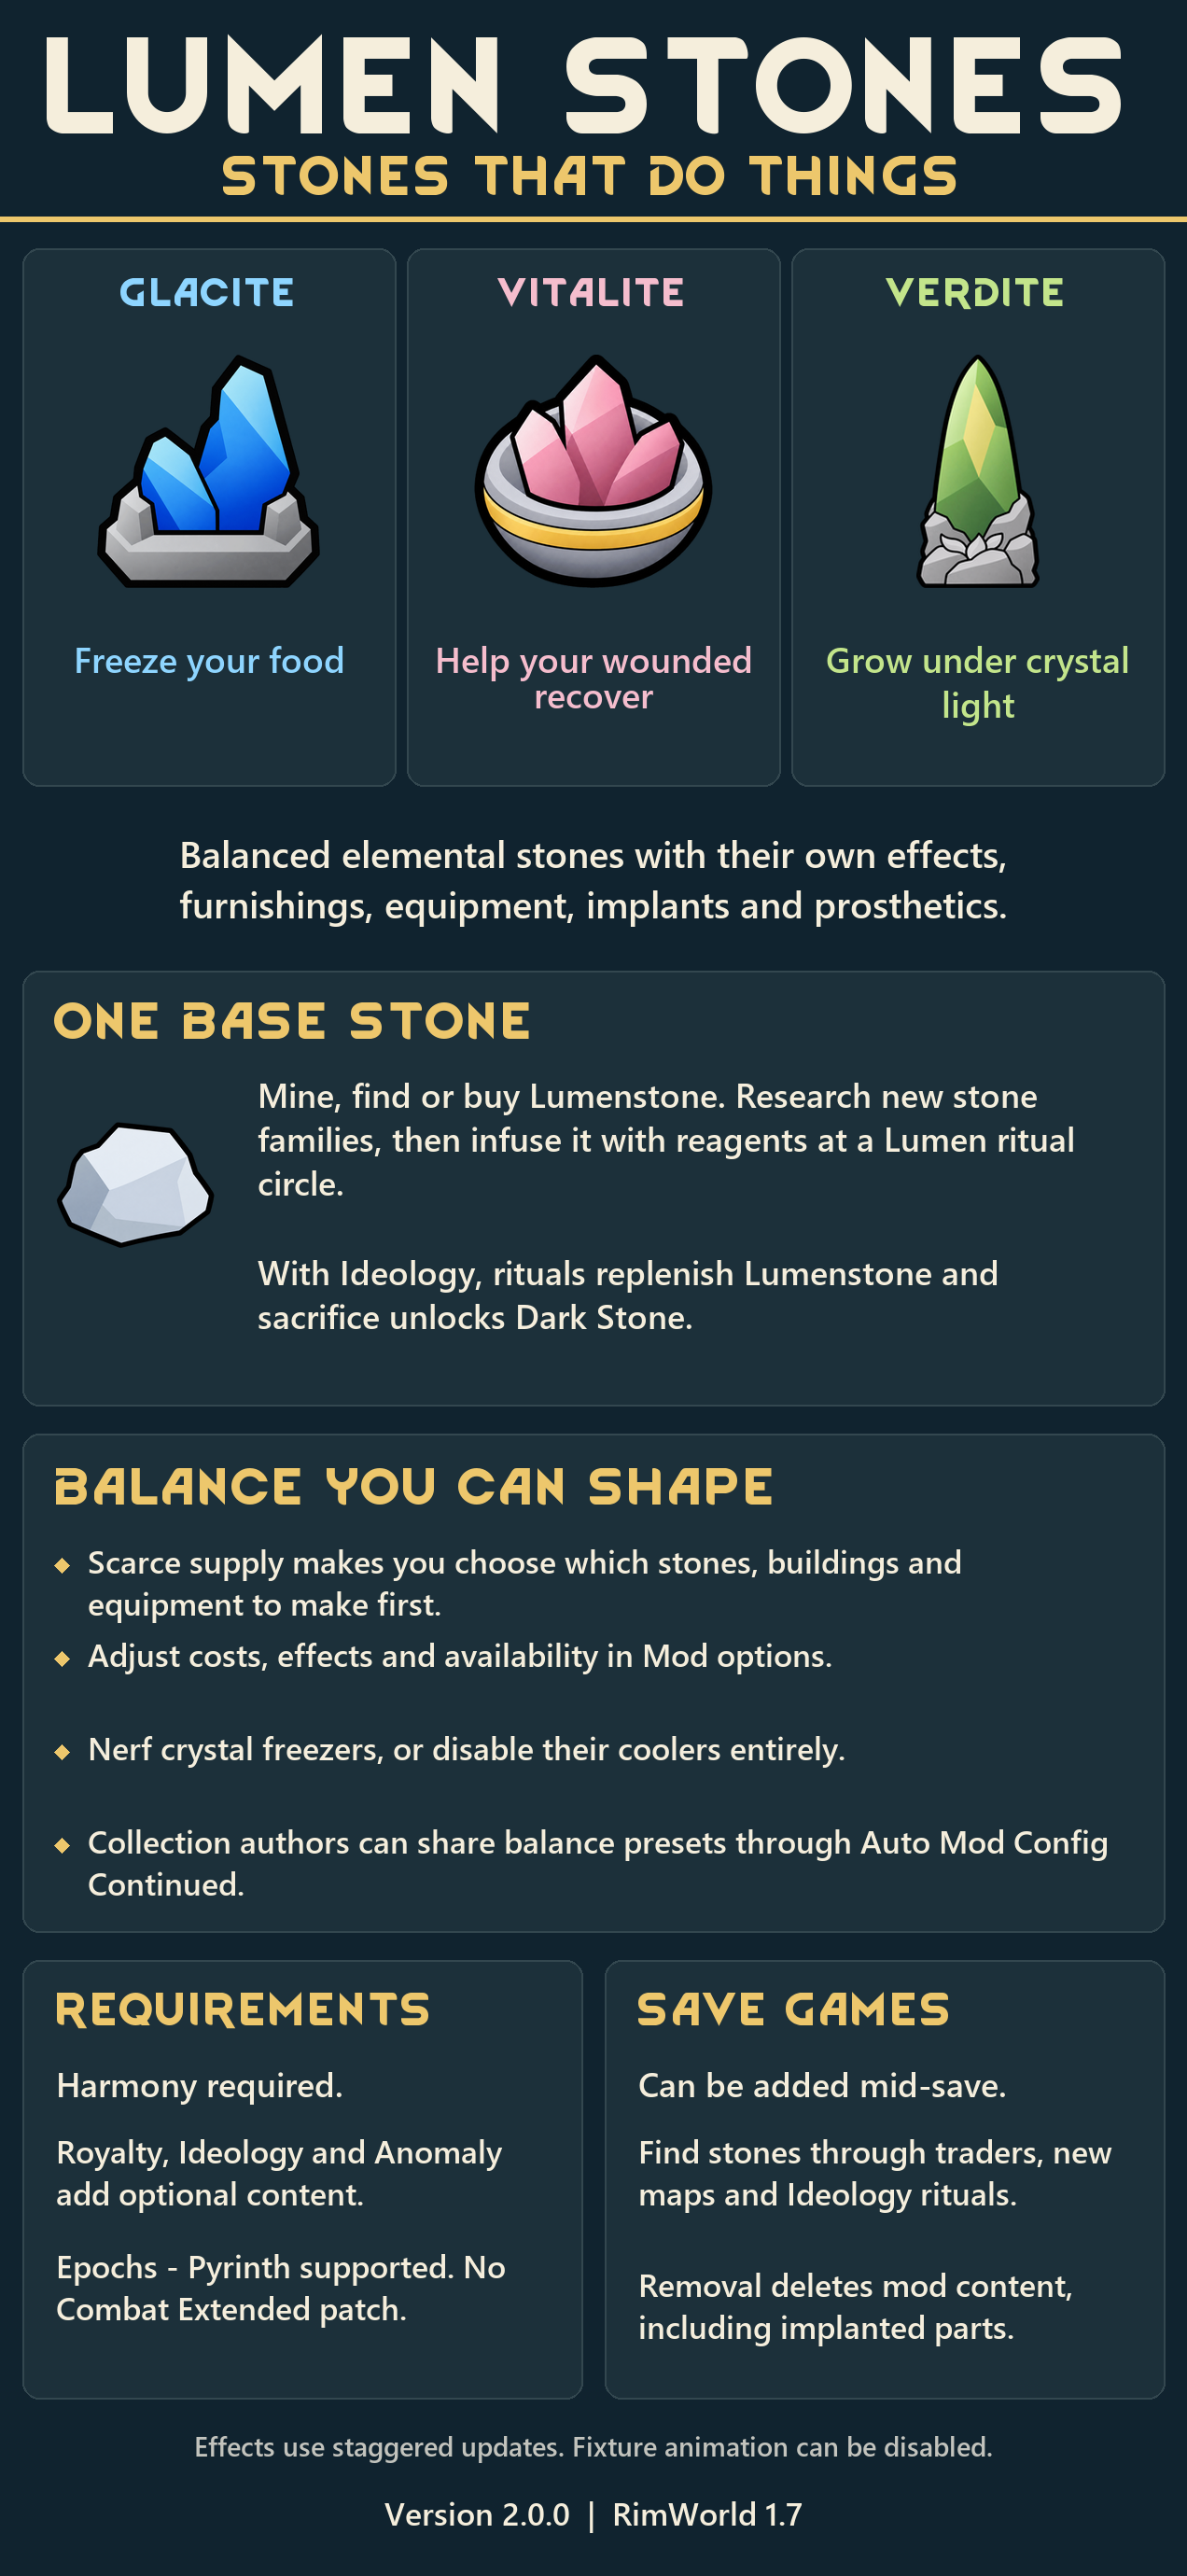 LUMEN STONES
STONES THAT DO THINGS
GLACITE
VITALITE
VERDITE
Freeze your food
Help your wounded
recover
Grow under crystal
light
Balanced elemental stones with their own effects,
furnishings, equipment, implants and prosthetics.
ONE BASE STONE
Mine, find or buy Lumenstone. Research new stone
families, then infuse it with reagents at a Lumen ritual
circle.
With Ideology, rituals replenish Lumenstone and
sacrifice unlocks Dark Stone.
BALANCE YOU CAN SHAPE
◆ Scarce supply makes you choose which stones, buildings and
equipment to make first.
◆ Adjust costs, effects and availability in Mod options.
◆ Nerf crystal freezers, or disable their coolers entirely.
◆ Collection authors can share balance presets through Auto Mod Config
Continued.
REQUIREMENTS
Harmony required.
Royalty, Ideology and Anomaly
add optional content.
Epochs - Pyrinth supported. No
Combat Extended patch.
SAVE GAMES
Can be added mid-save.
Find stones through traders, new
maps and Ideology rituals.
Removal deletes mod content,
including implanted parts.
Effects use staggered updates. Fixture animation can be disabled.
Version 2.0.0 | RimWorld 1.7